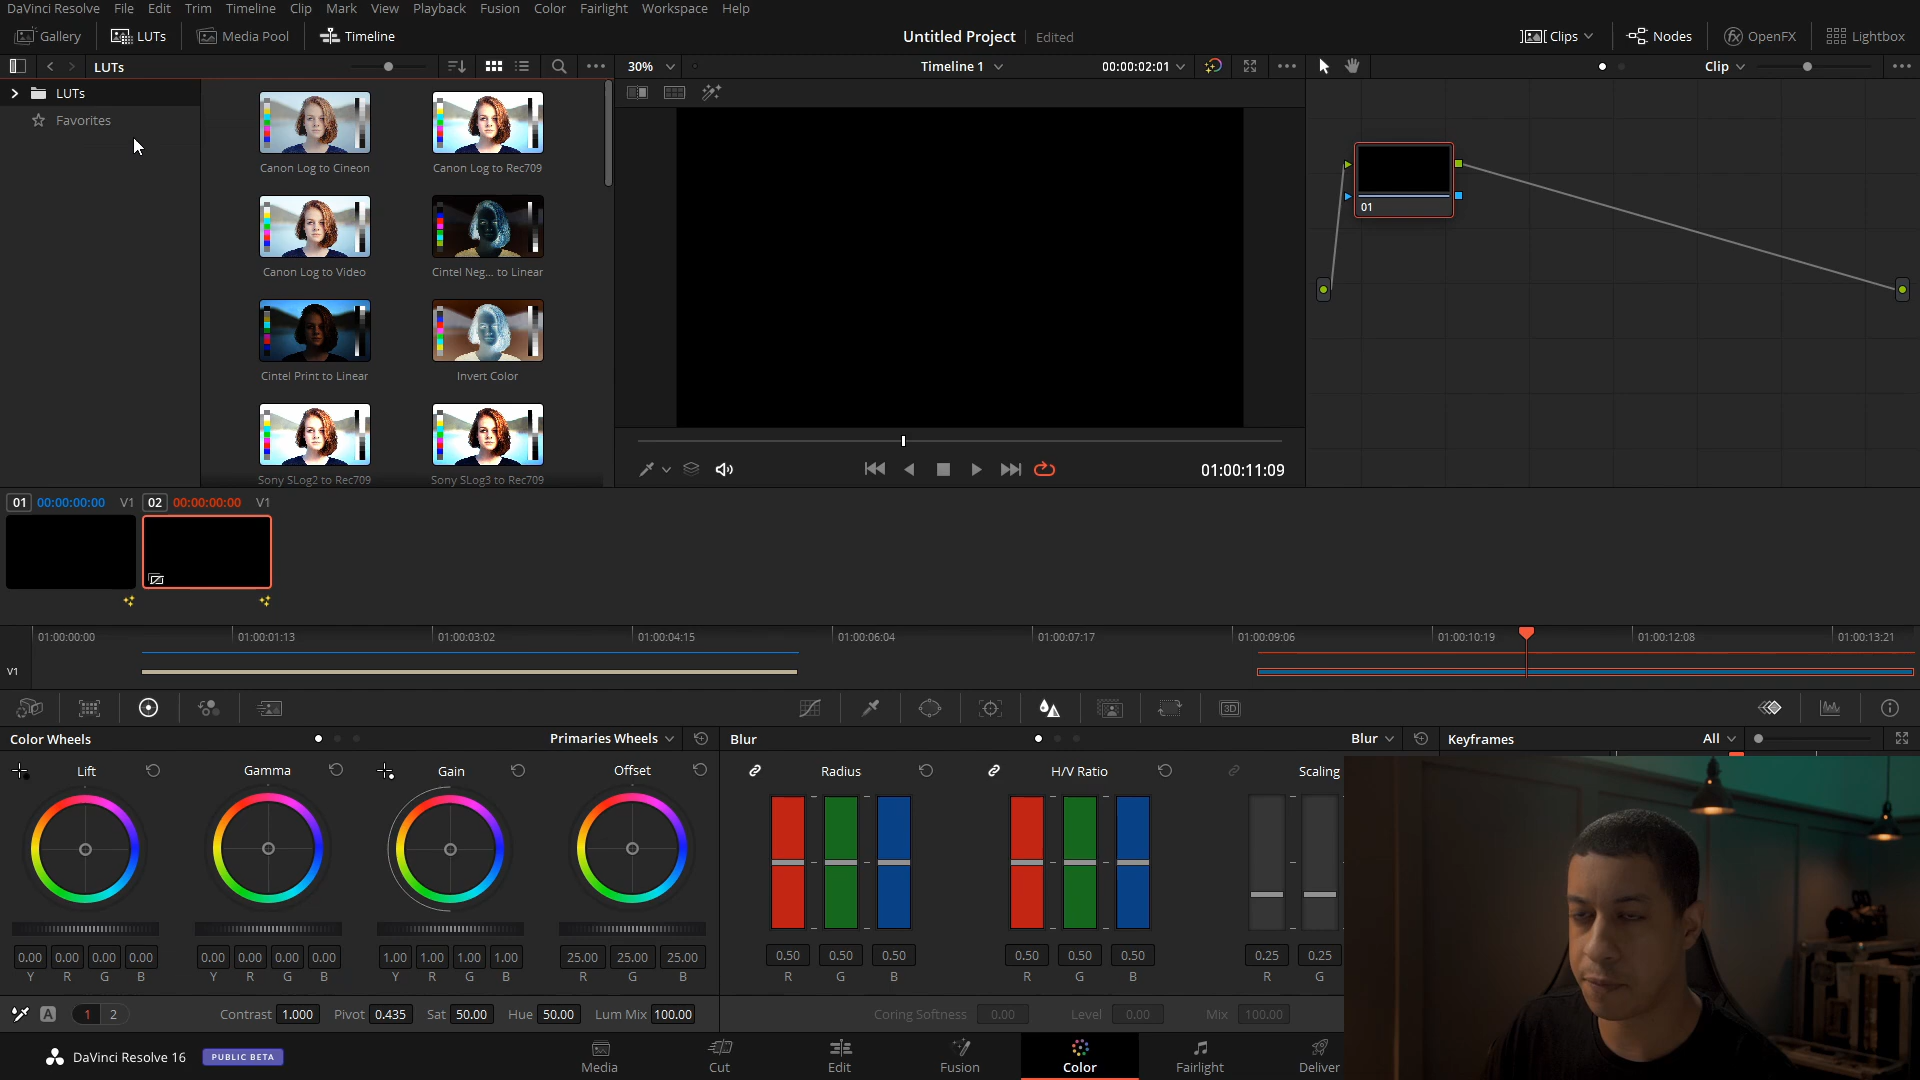 DaVinci Resolve File Edit Trim Timeline Clip Mark View Playback Fusion Color Fairlight Workspace Help
Gallery LUTs Media Pool Timeline Untitled Project Edited Clips Nodes OpenFX Lightbox
LUTs 30% Timeline 1 00:00:02:01 Clip
LUTs
Favorites
Canon Log to Cineon Canon Log to Rec709
01
Canon Log to Video Cintel Neg... to Linear
Cintel Print to Linear Invert Color
01:00:11:09
Sony SLog2 to Rec709 Sony SLog3 to Rec709
01 00:00:00:00 V1 02 00:00:00:00 V1
01:00:00:00 01:00:01:13 01:00:03:02 01:00:04:15 01:00:06:04 01:00:07:17 01:00:09:06 01:00:10:19 01:00:12:08 01:00:13:21
V1
3D
Color Wheels Primaries Wheels Blur Blur Keyframes All
Lift Gamma Gain Offset Radius H/V Ratio Scaling
0.00 0.00 0.00 0.00 0.00 0.00 0.00 0.00 1.00 1.00 1.00 1.00 25.00 25.00 25.00 0.50 0.50 0.50 0.50 0.50 0.50 0.25 0.25
Y R G B Y R G B Y R G B R G B R G B R G B R G
A 1 2 Contrast 1.000 Pivot 0.435 Sat 50.00 Hue 50.00 Lum Mix 100.00 Coring Softness 0.00 Level 0.00 Mix 100.00
DaVinci Resolve 16 PUBLIC BETA Media Cut Edit Fusion Color Fairlight Deliver